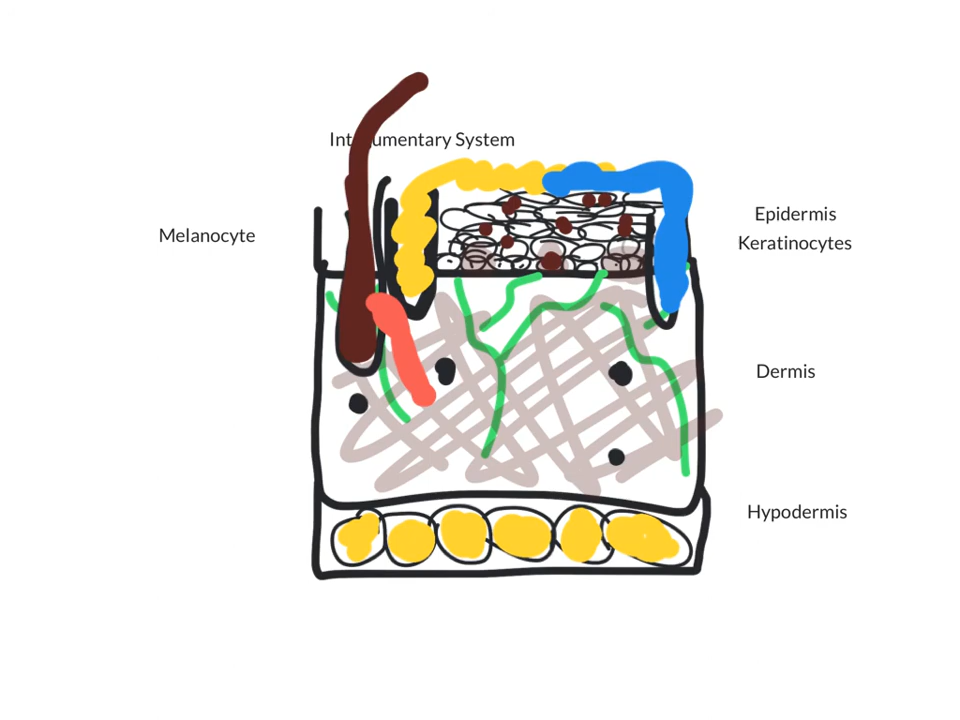 Integumentary System
Epidermis
Melanocyte
Keratinocytes
Dermis
Hypodermis